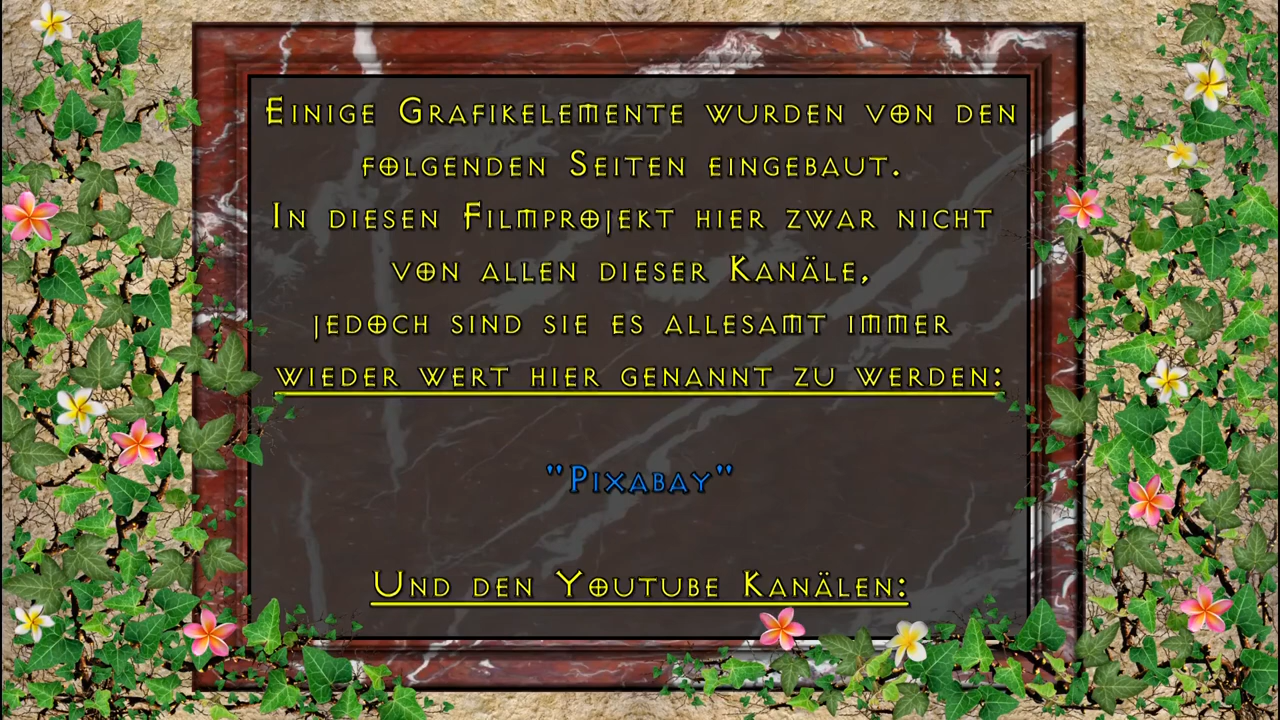 Einige Grafikelemente wurden von den
folgenden Seiten eingebaut.
In diesen Filmprojekt hier zwar nicht
von allen dieser Kanäle,
jedoch sind sie es allesamt immer
wieder wert hier genannt zu werden:
"Pixabay"
Und den Youtube Kanälen: